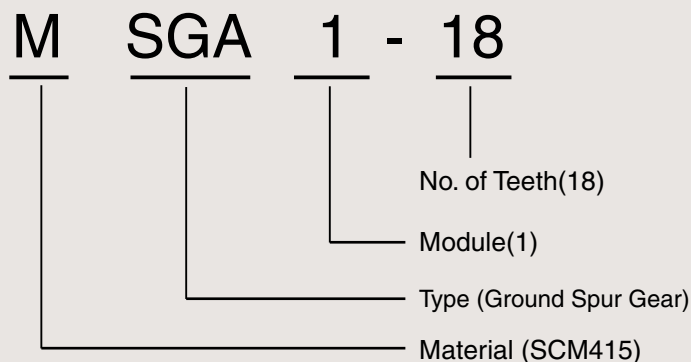 M SGA 1 - 18
No. of Teeth(18)
Module(1)
Type (Ground Spur Gear)
Material (SCM415)